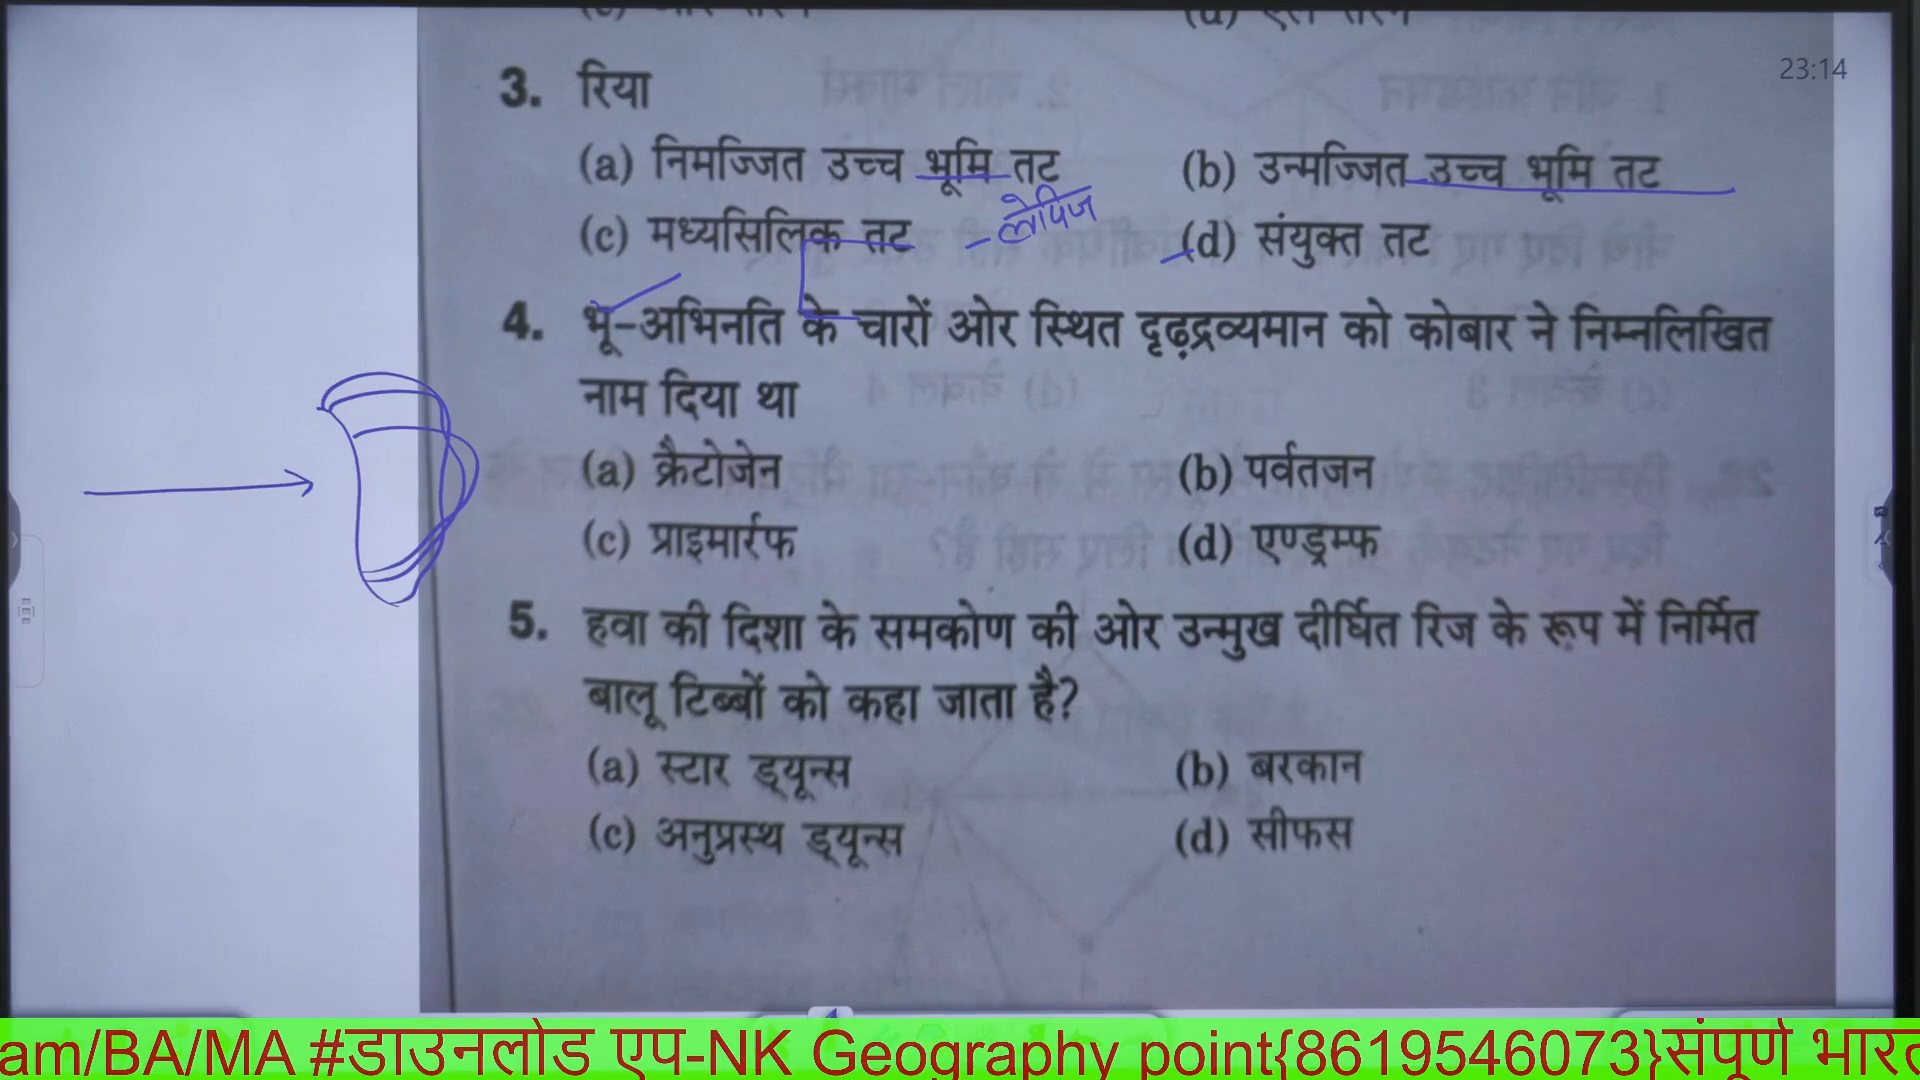 23:14
3. रिया
(a) निमज्जित उच्च भूमि तट (b) उन्मज्जित उच्च भूमि तट
(c) मध्यसिलिक तट - लेपिज (d) संयुक्त तट
4. भू-अभिनति के चारों ओर स्थित दृढ़द्रव्यमान को कोबार ने निम्नलिखित
नाम दिया था
(a) क्रैटोजेन (b) पर्वतजन
(c) प्राइमार्रफ (d) एण्ड्रम्फ
5. हवा की दिशा के समकोण की ओर उन्मुख दीर्घित रिज के रूप में निर्मित
बालू टिब्बों को कहा जाता है?
(a) स्टार ड्यून्स (b) बरकान
(c) अनुप्रस्थ ड्यून्स (d) सीफस
am/BA/MA #डाउनलोड एप-NK Geography point{8619546073}संपूर्ण भारत